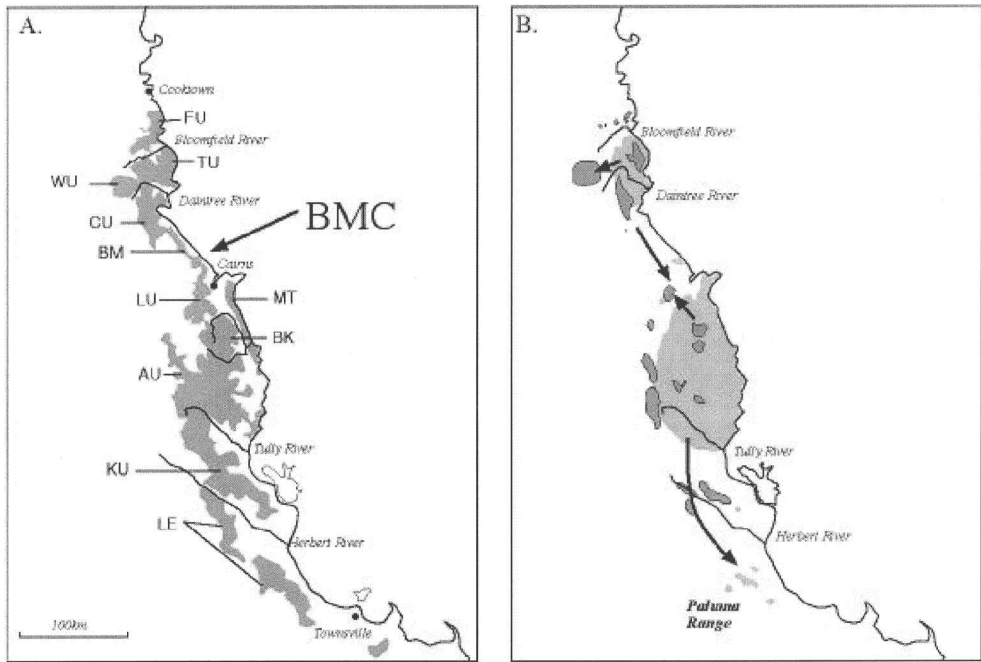 A.
Cooktown
FU
Bloomfield River
TU
WU
Daintree River
CU
BMC
BM
Cairns
LU
MT
BK
AU
Tully River
KU
LE
Herbert River
100km
Townsville
B.
Bloomfield River
Daintree River
Tully River
Herbert River
Paluma
Range